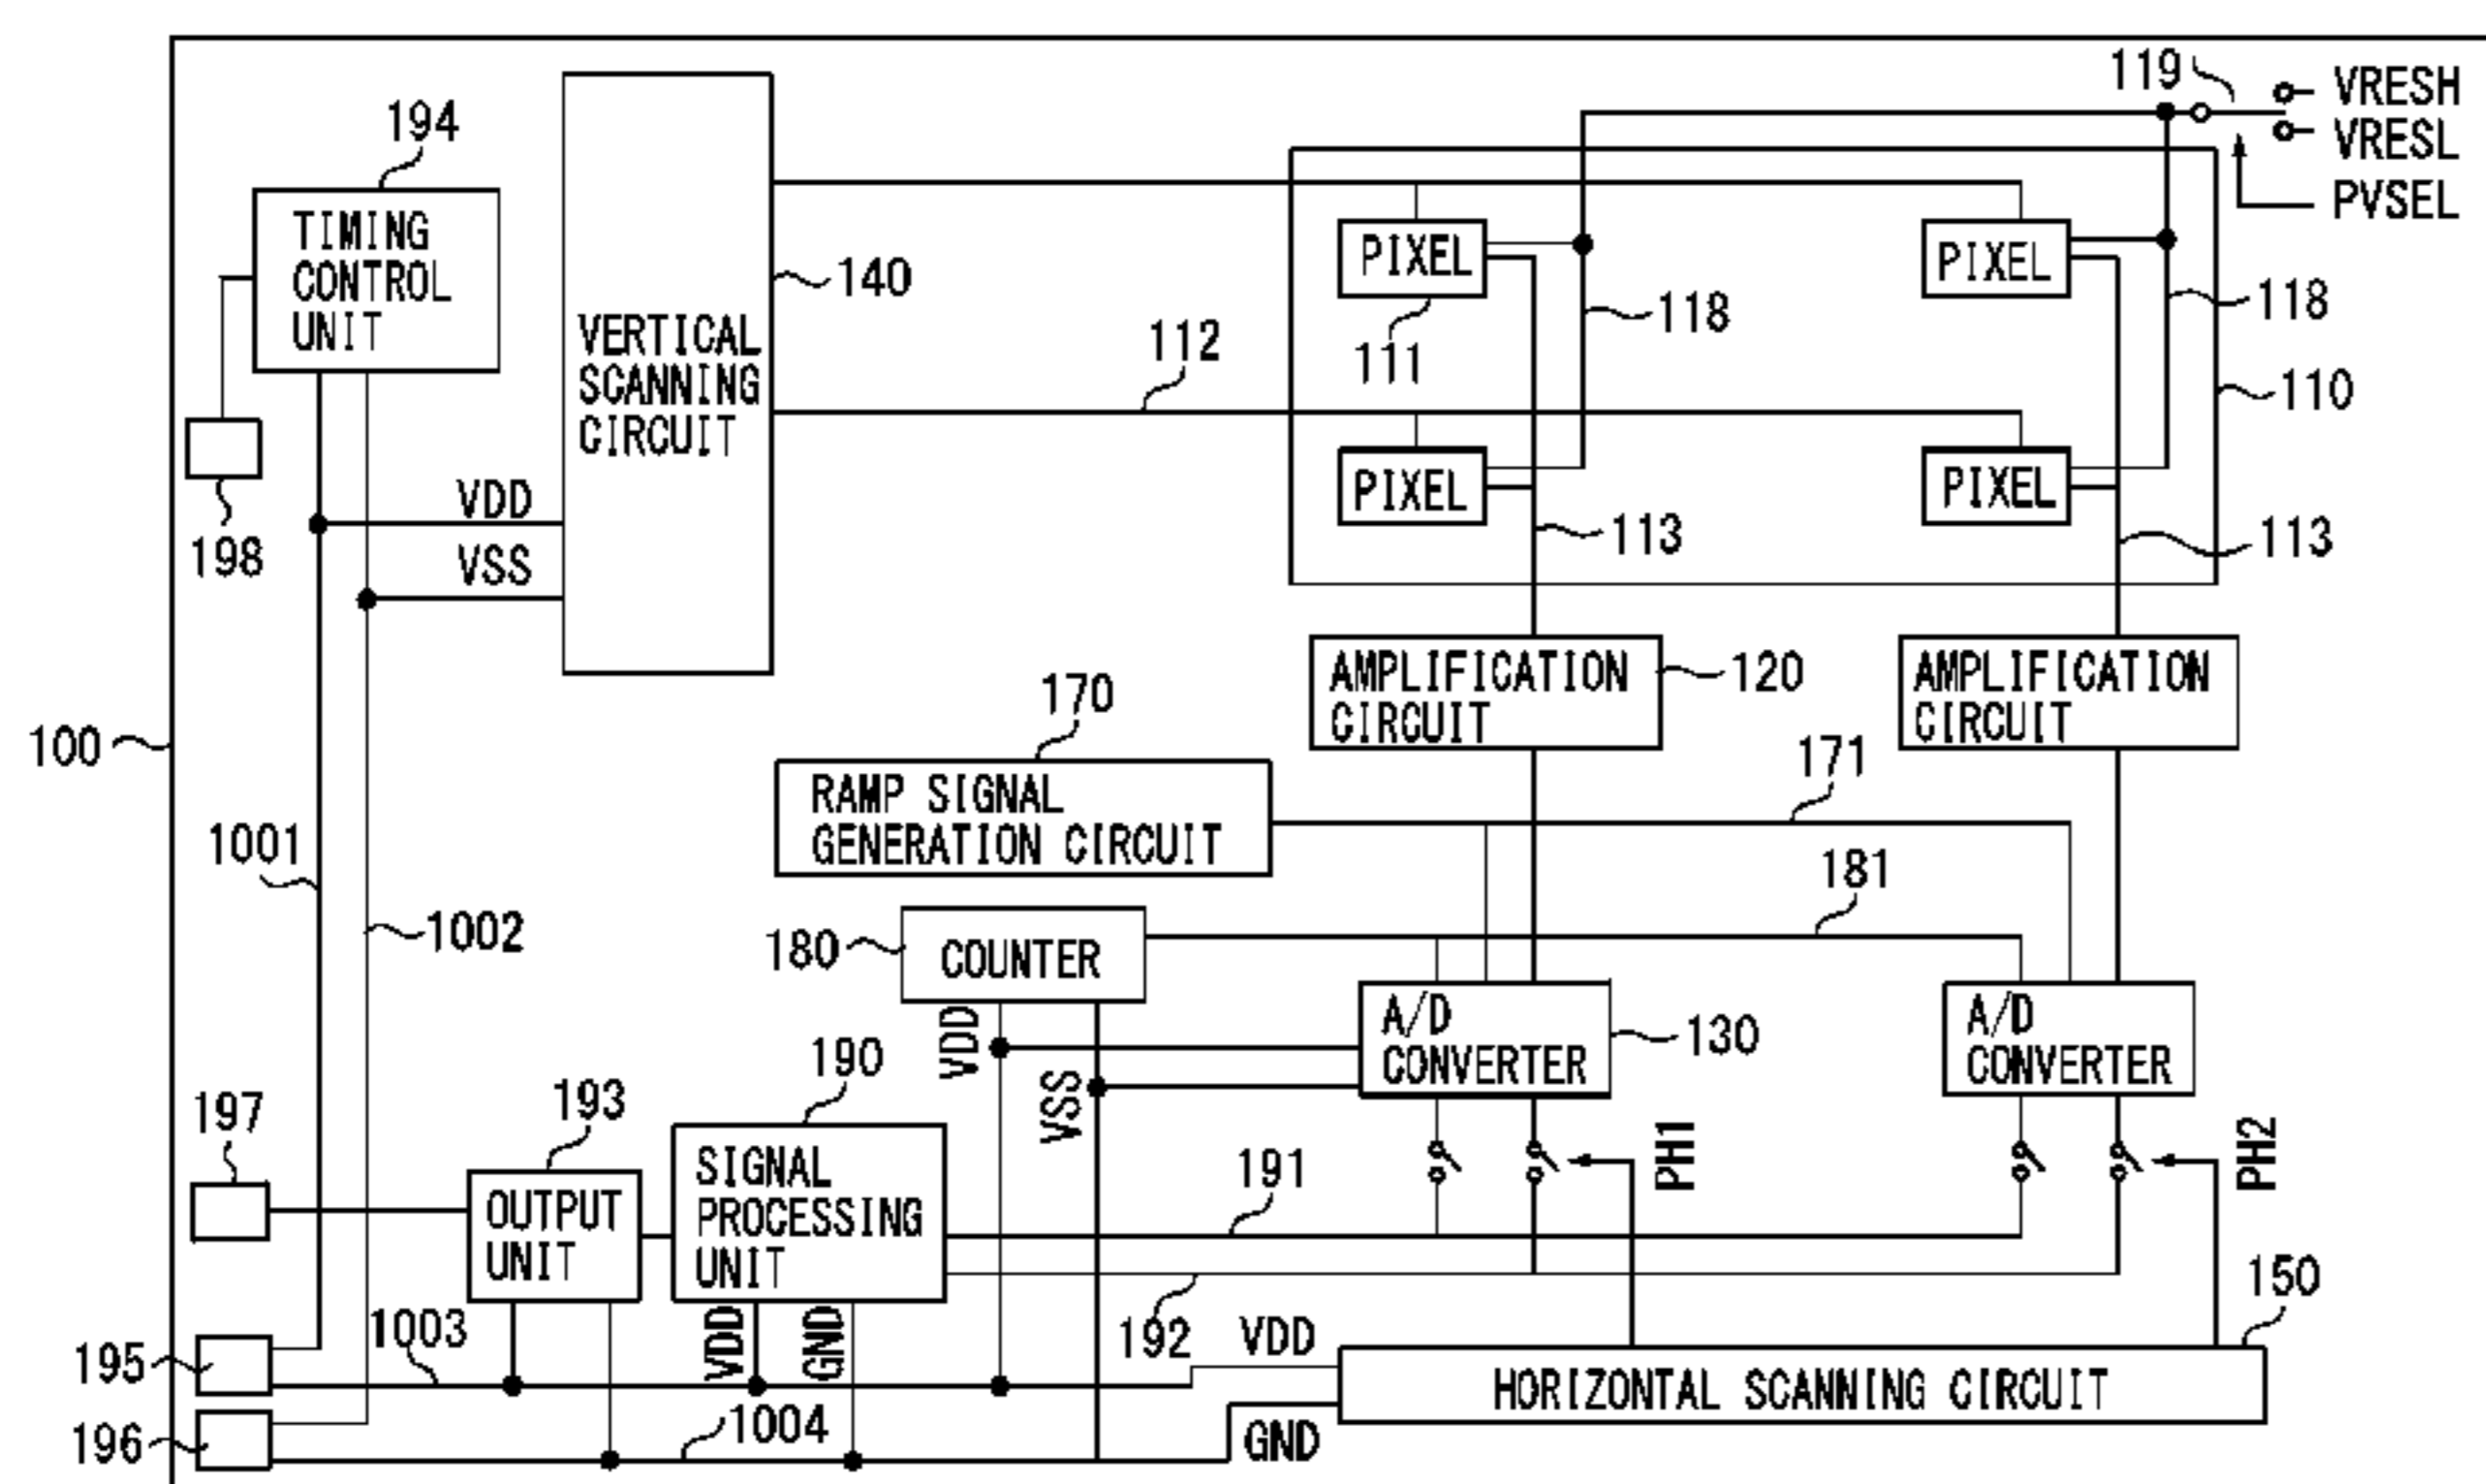 119
VRESH
VRESL
PVSEL
194
TIMING
CONTROL
UNIT
140
VERTICAL
SCANNING
CIRCUIT
PIXEL
PIXEL
111
118
118
112
110
PIXEL
PIXEL
198
VDD
VSS
113
113
AMPLIFICATION
CIRCUIT
120
AMPLIFICATION
CIRCUIT
100
170
RAMP SIGNAL
GENERATION CIRCUIT
171
1001
1002
181
180
COUNTER
A/D
CONVERTER
130
A/D
CONVERTER
VDD
VSS
197
193
190
OUTPUT
UNIT
SIGNAL
PROCESSING
UNIT
191
PH1
PH2
192
150
195
1003
VDD
GND
VDD
HORIZONTAL SCANNING CIRCUIT
196
1004
GND